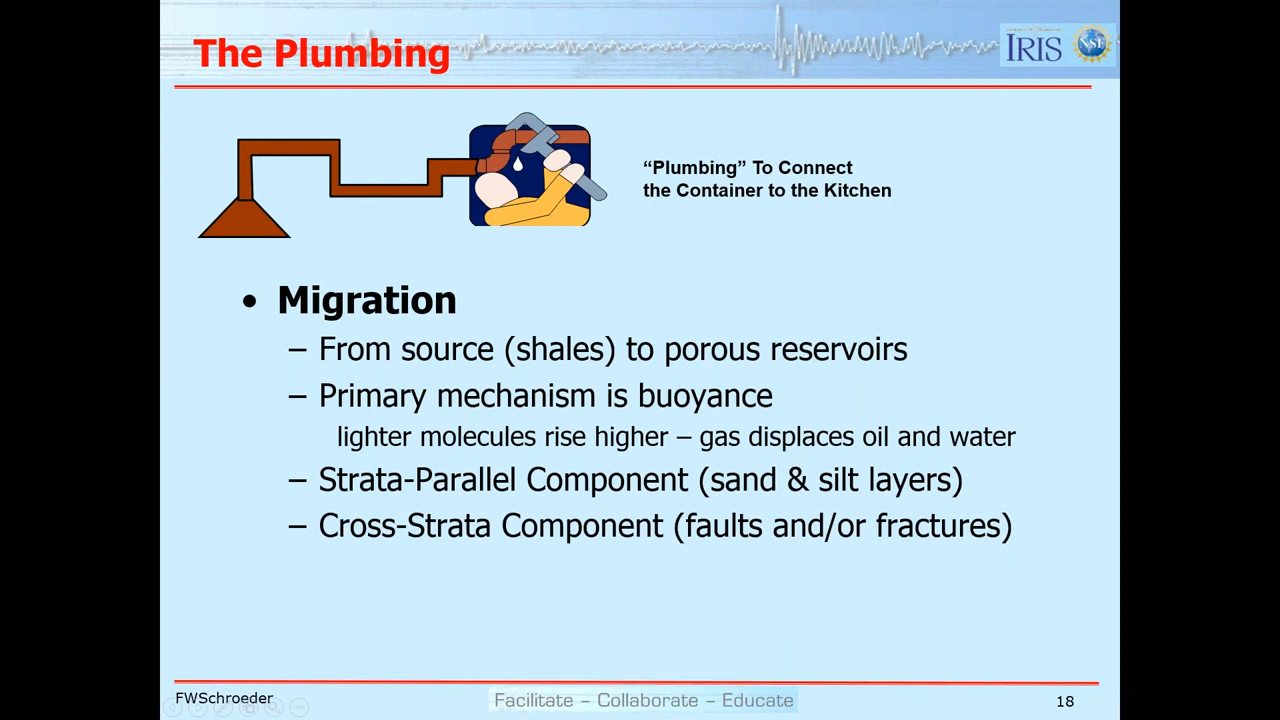 The Plumbing
IRIS
NSF
“Plumbing” To Connect
the Container to the Kitchen
• Migration
– From source (shales) to porous reservoirs
– Primary mechanism is buoyance
lighter molecules rise higher – gas displaces oil and water
– Strata-Parallel Component (sand & silt layers)
– Cross-Strata Component (faults and/or fractures)
FWSchroeder
Facilitate – Collaborate – Educate
18